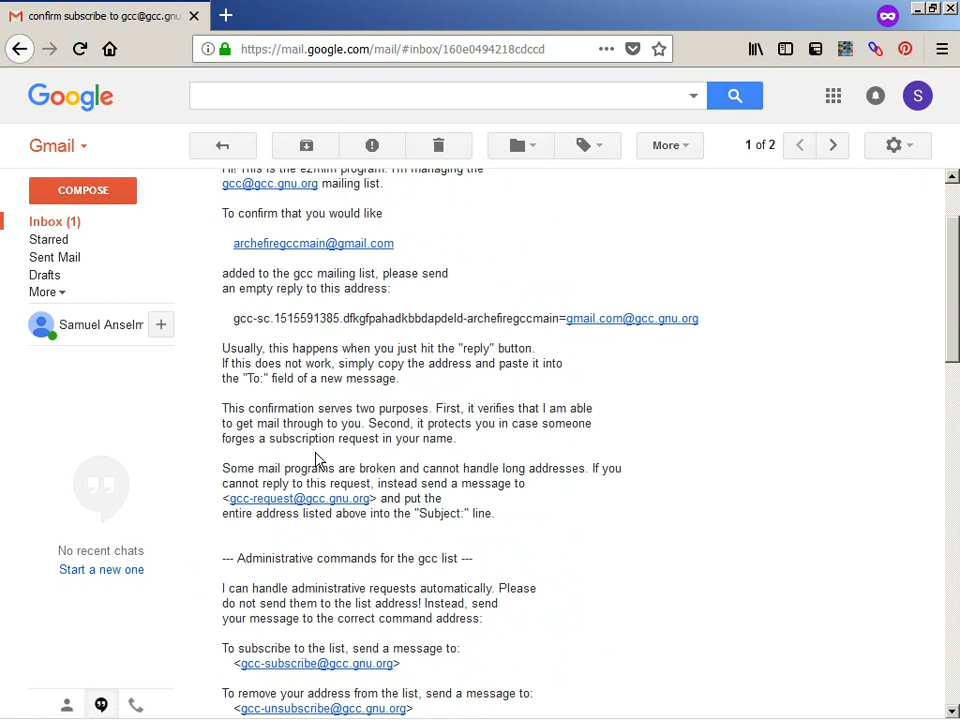 confirm subscribe to gcc@gcc.gnu.
https://mail.google.com/mail/#inbox/160e0494218cdccd
Google
S
Gmail
More
1 of 2
COMPOSE
Inbox (1)
Starred
Sent Mail
Drafts
More
Samuel Anselm
No recent chats
Start a new one
Hi! This is the ezmlm program. I'm managing the
gcc@gcc.gnu.org mailing list.
To confirm that you would like
archefiregccmain@gmail.com
added to the gcc mailing list, please send
an empty reply to this address:
gcc-sc.1515591385.dfkgfpahadkbbdapdeld-archefiregccmain=gmail.com@gcc.gnu.org
Usually, this happens when you just hit the "reply" button.
If this does not work, simply copy the address and paste it into
the "To:" field of a new message.
This confirmation serves two purposes. First, it verifies that I am able
to get mail through to you. Second, it protects you in case someone
forges a subscription request in your name.
Some mail programs are broken and cannot handle long addresses. If you
cannot reply to this request, instead send a message to
<gcc-request@gcc.gnu.org> and put the
entire address listed above into the "Subject:" line.
--- Administrative commands for the gcc list ---
I can handle administrative requests automatically. Please
do not send them to the list address! Instead, send
your message to the correct command address:
To subscribe to the list, send a message to:
<gcc-subscribe@gcc.gnu.org>
To remove your address from the list, send a message to:
<gcc-unsubscribe@gcc.gnu.org>